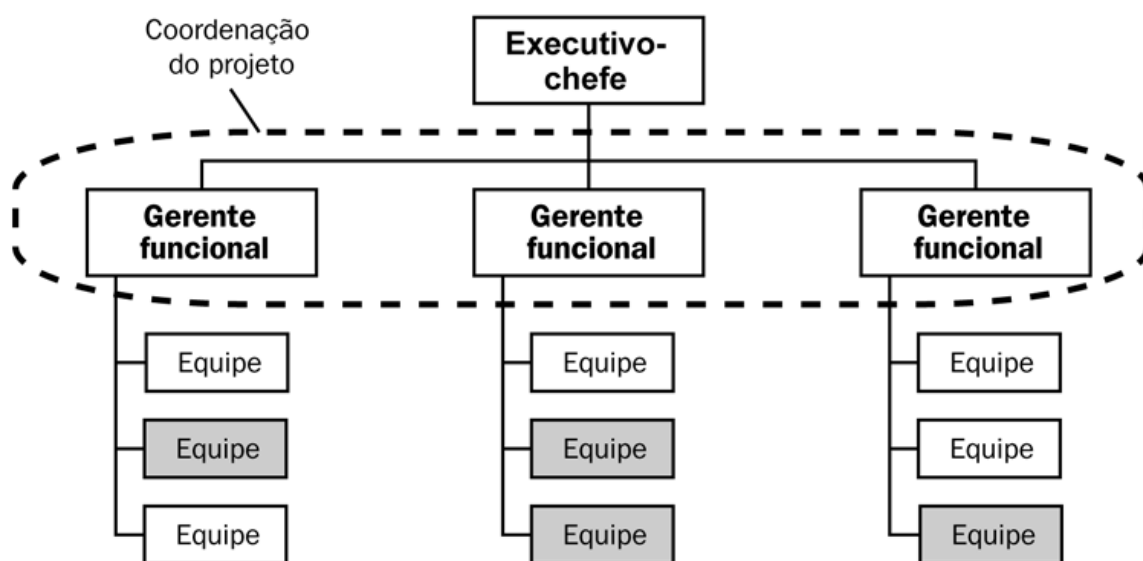 Coordenação
do projeto
Executivo-
chefe
Gerente
funcional
Gerente
funcional
Gerente
funcional
Equipe
Equipe
Equipe
Equipe
Equipe
Equipe
Equipe
Equipe
Equipe